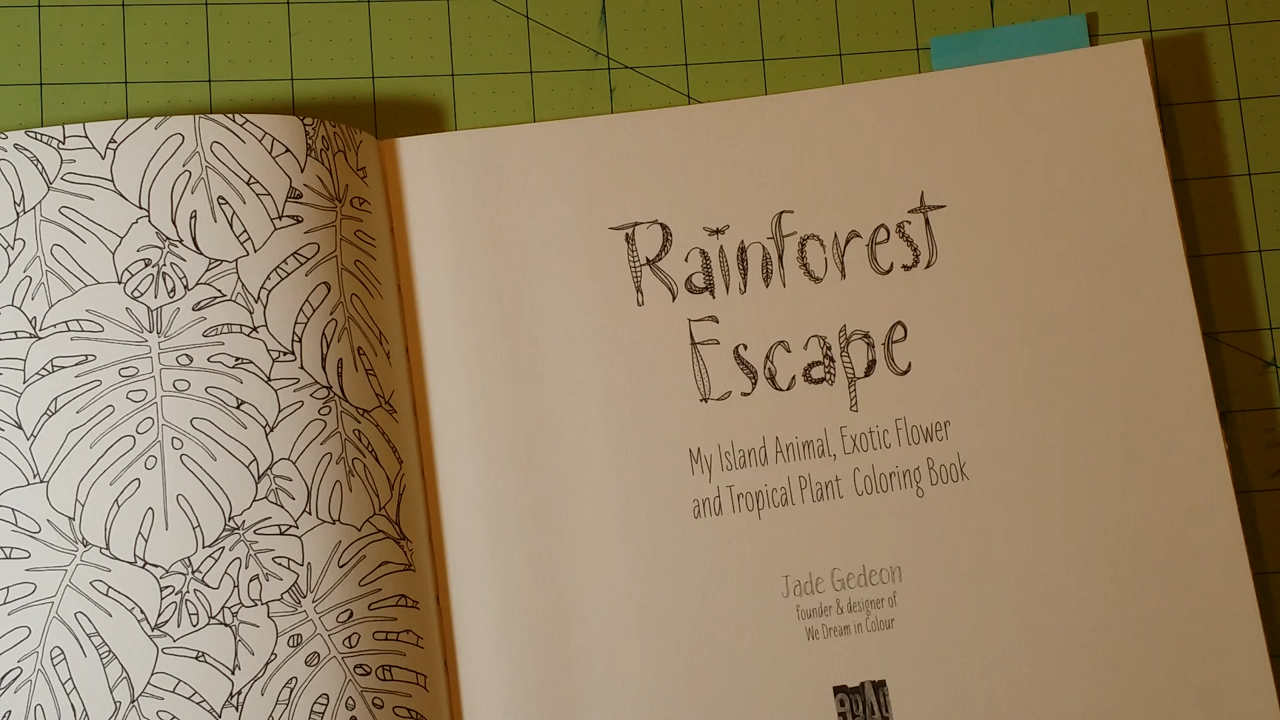 Rainforest
Escape
My Island Animal, Exotic Flower
and Tropical Plant Coloring Book
Jade Gedeon
founder & designer of
We Dream in Colour